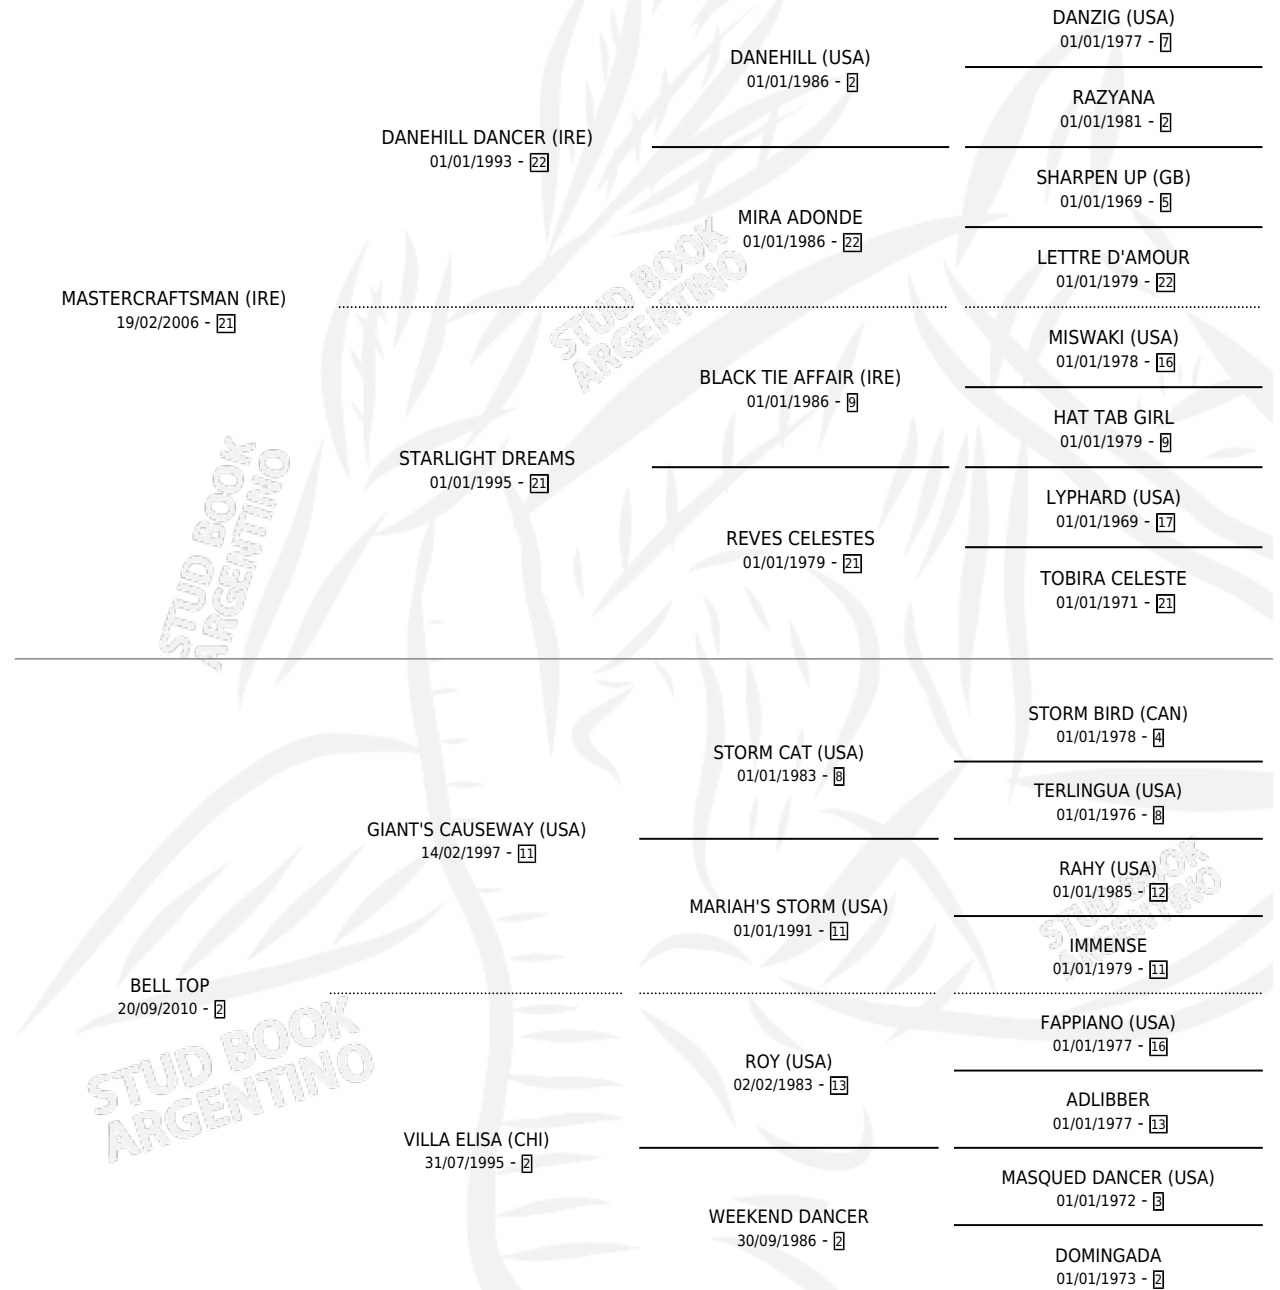 DANZIG (USA)
01/01/1977 - 7
DANEHILL (USA)
01/01/1986 - 2
RAZYANA
01/01/1981 - 2
DANEHILL DANCER (IRE)
01/01/1993 - 22
SHARPEN UP (GB)
01/01/1969 - 5
MIRA ADONDE
01/01/1986 - 22
LETTRE D'AMOUR
01/01/1979 - 22
MASTERCRAFTSMAN (IRE)
19/02/2006 - 21
STUD BOOK
ARGENTINO
MISWAKI (USA)
01/01/1978 - 16
BLACK TIE AFFAIR (IRE)
01/01/1986 - 9
HAT TAB GIRL
01/01/1979 - 9
STARLIGHT DREAMS
01/01/1995 - 21
LYPHARD (USA)
01/01/1969 - 17
REVES CELESTES
01/01/1979 - 21
TOBIRA CELESTE
01/01/1971 - 21
STUD BOOK
ARGENTINO
STORM BIRD (CAN)
01/01/1978 - 4
STORM CAT (USA)
01/01/1983 - 8
TERLINGUA (USA)
01/01/1976 - 8
GIANT'S CAUSEWAY (USA)
14/02/1997 - 11
RAHY (USA)
01/01/1985 - 12
MARIAH'S STORM (USA)
01/01/1991 - 11
IMMENSE
01/01/1979 - 11
STUD BOOK
ARGENTINO
BELL TOP
20/09/2010 - 2
STUD BOOK
ARGENTINO
FAPPIANO (USA)
01/01/1977 - 16
ROY (USA)
02/02/1983 - 13
ADLIBBER
01/01/1977 - 13
VILLA ELISA (CHI)
31/07/1995 - 2
MASQUED DANCER (USA)
01/01/1972 - 3
WEEKEND DANCER
30/09/1986 - 2
DOMINGADA
01/01/1973 - 2